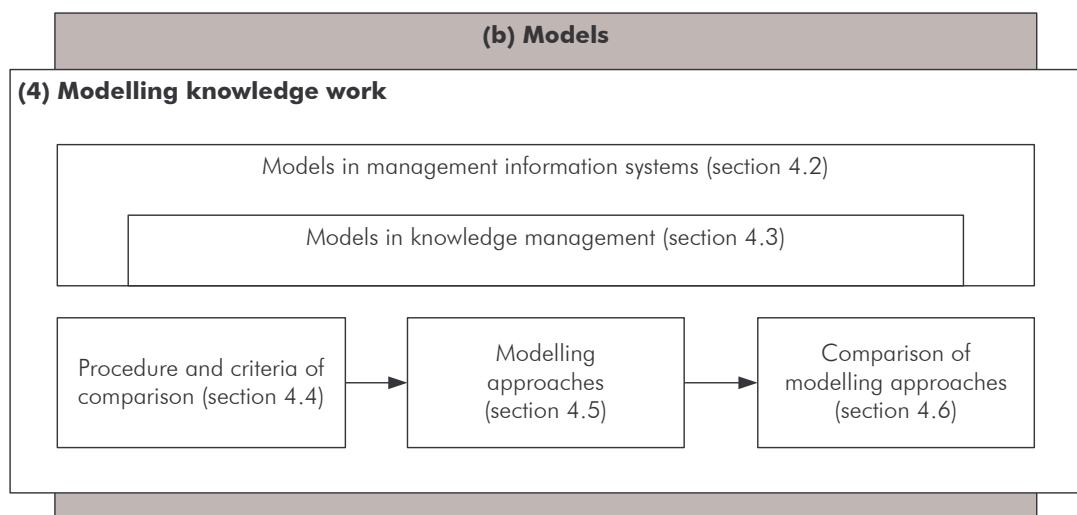 (b) Models
(4) Modelling knowledge work
Models in management information systems (section 4.2)
Models in knowledge management (section 4.3)
Procedure and criteria of
comparison (section 4.4)
Modelling
approaches
(section 4.5)
Comparison of
modelling approaches
(section 4.6)